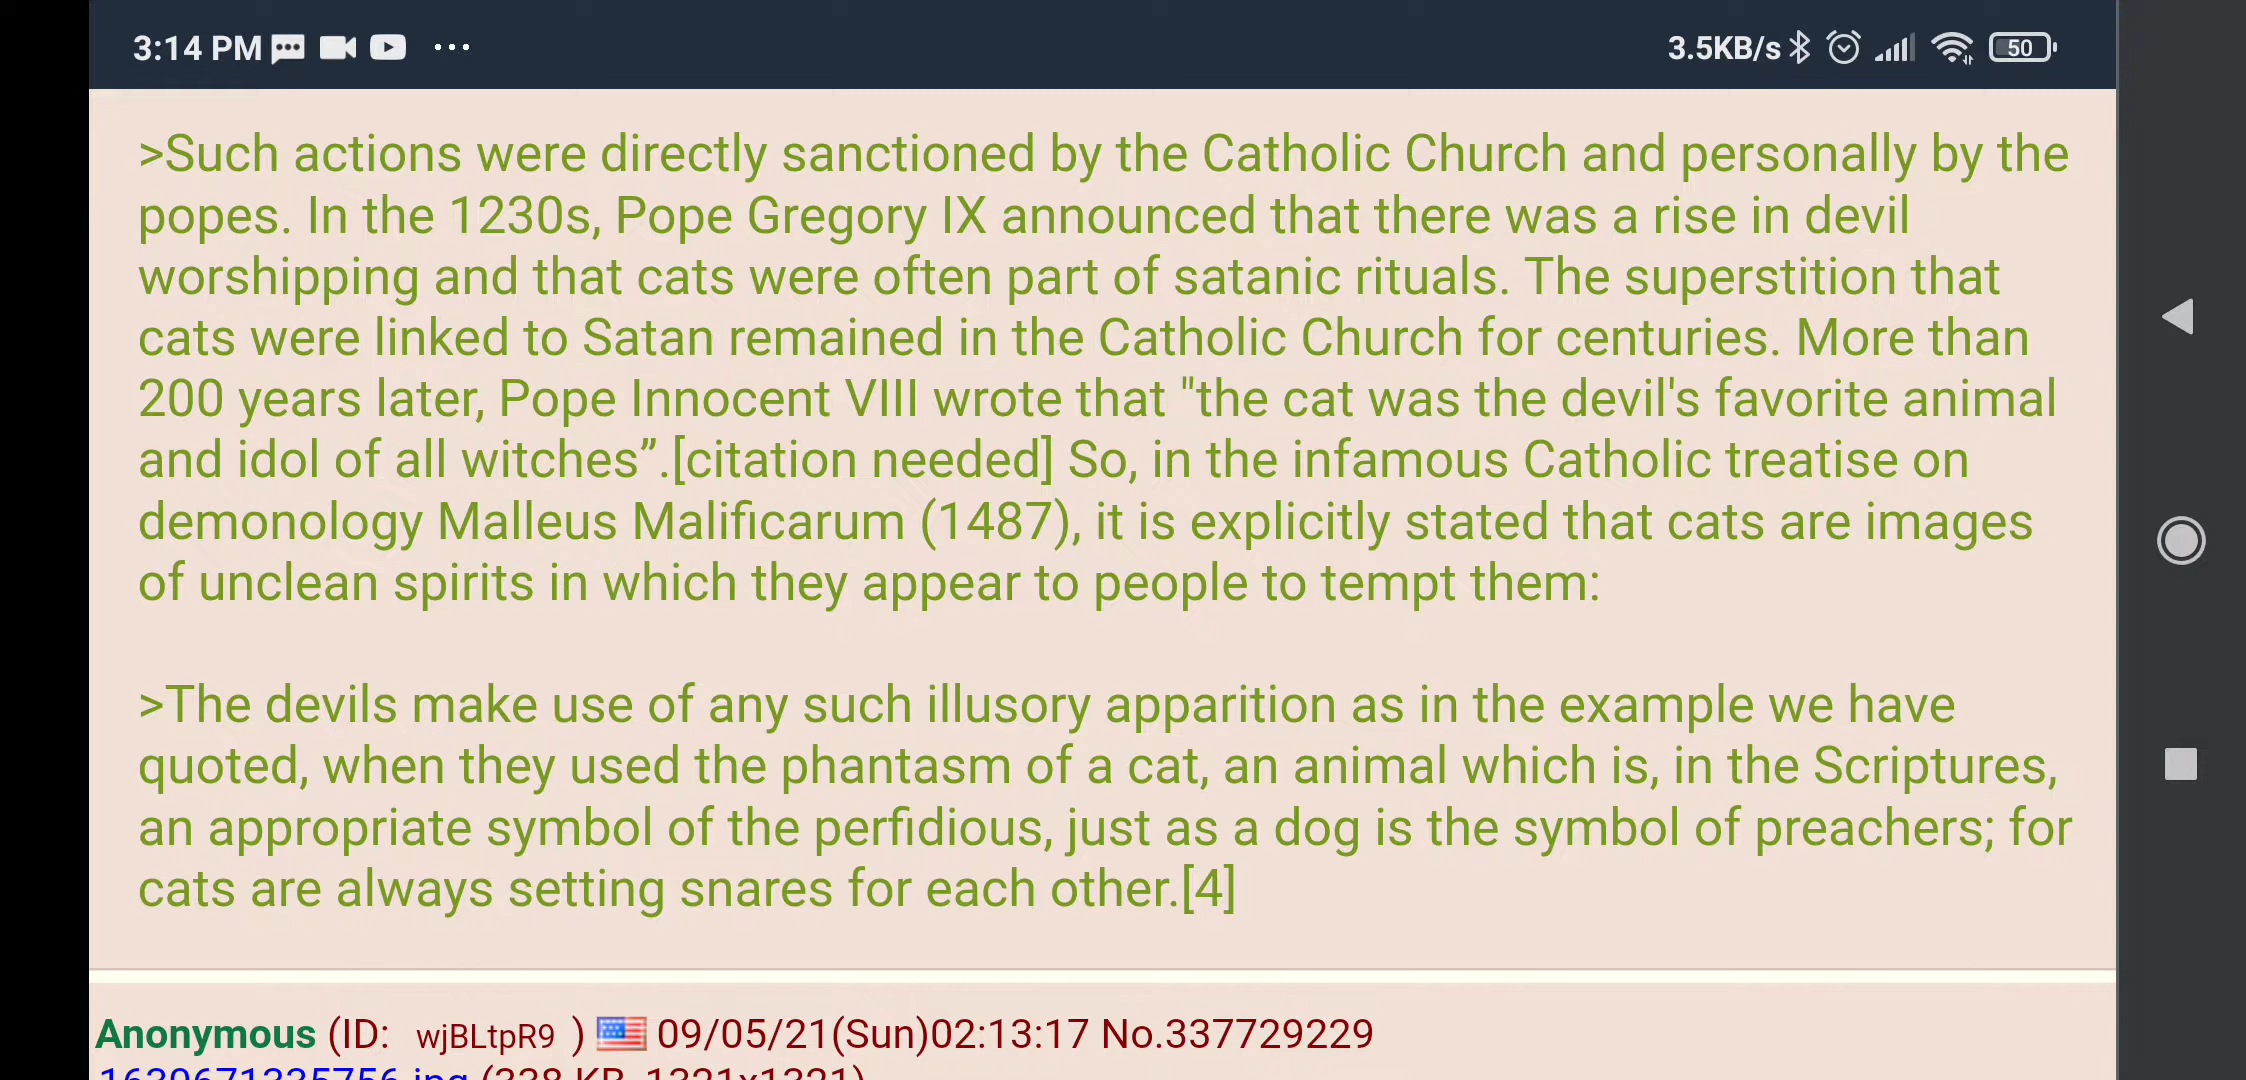 3:14 PM
3.5KB/s 50
>Such actions were directly sanctioned by the Catholic Church and personally by the
popes. In the 1230s, Pope Gregory IX announced that there was a rise in devil
worshipping and that cats were often part of satanic rituals. The superstition that
cats were linked to Satan remained in the Catholic Church for centuries. More than
200 years later, Pope Innocent VIII wrote that "the cat was the devil's favorite animal
and idol of all witches”.[citation needed] So, in the infamous Catholic treatise on
demonology Malleus Malificarum (1487), it is explicitly stated that cats are images
of unclean spirits in which they appear to people to tempt them:
>The devils make use of any such illusory apparition as in the example we have
quoted, when they used the phantasm of a cat, an animal which is, in the Scriptures,
an appropriate symbol of the perfidious, just as a dog is the symbol of preachers; for
cats are always setting snares for each other.[4]
Anonymous (ID: wjBLtpR9 ) 09/05/21(Sun)02:13:17 No.337729229
(338 KB, 1321x1321)